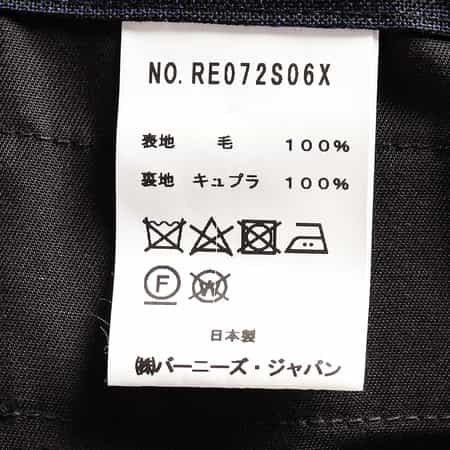 NO. RE072S06X
表地 毛 100%
裏地 キュプラ 100%
F W
日本製
㈱バーニーズ・ジャパン